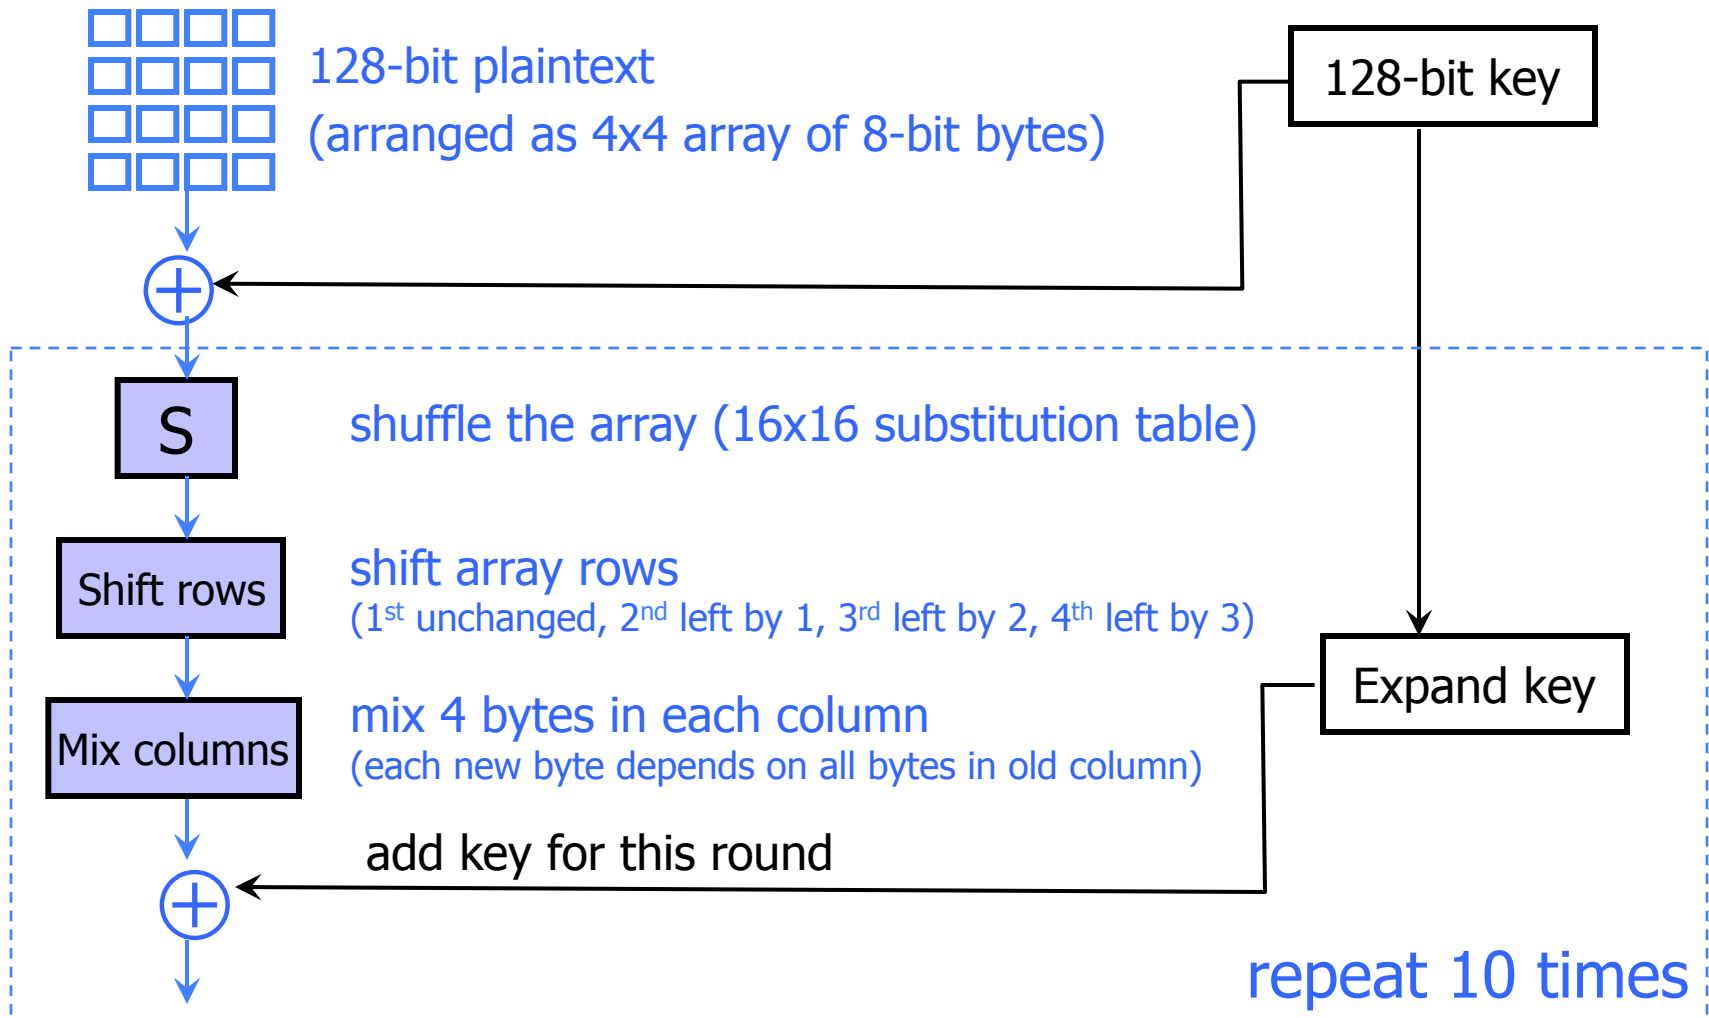 128-bit plaintext
(arranged as 4x4 array of 8-bit bytes)
128-bit key
S
shuffle the array (16x16 substitution table)
Shift rows
shift array rows
(1st unchanged, 2nd left by 1, 3rd left by 2, 4th left by 3)
Expand key
Mix columns
mix 4 bytes in each column
(each new byte depends on all bytes in old column)
add key for this round
repeat 10 times